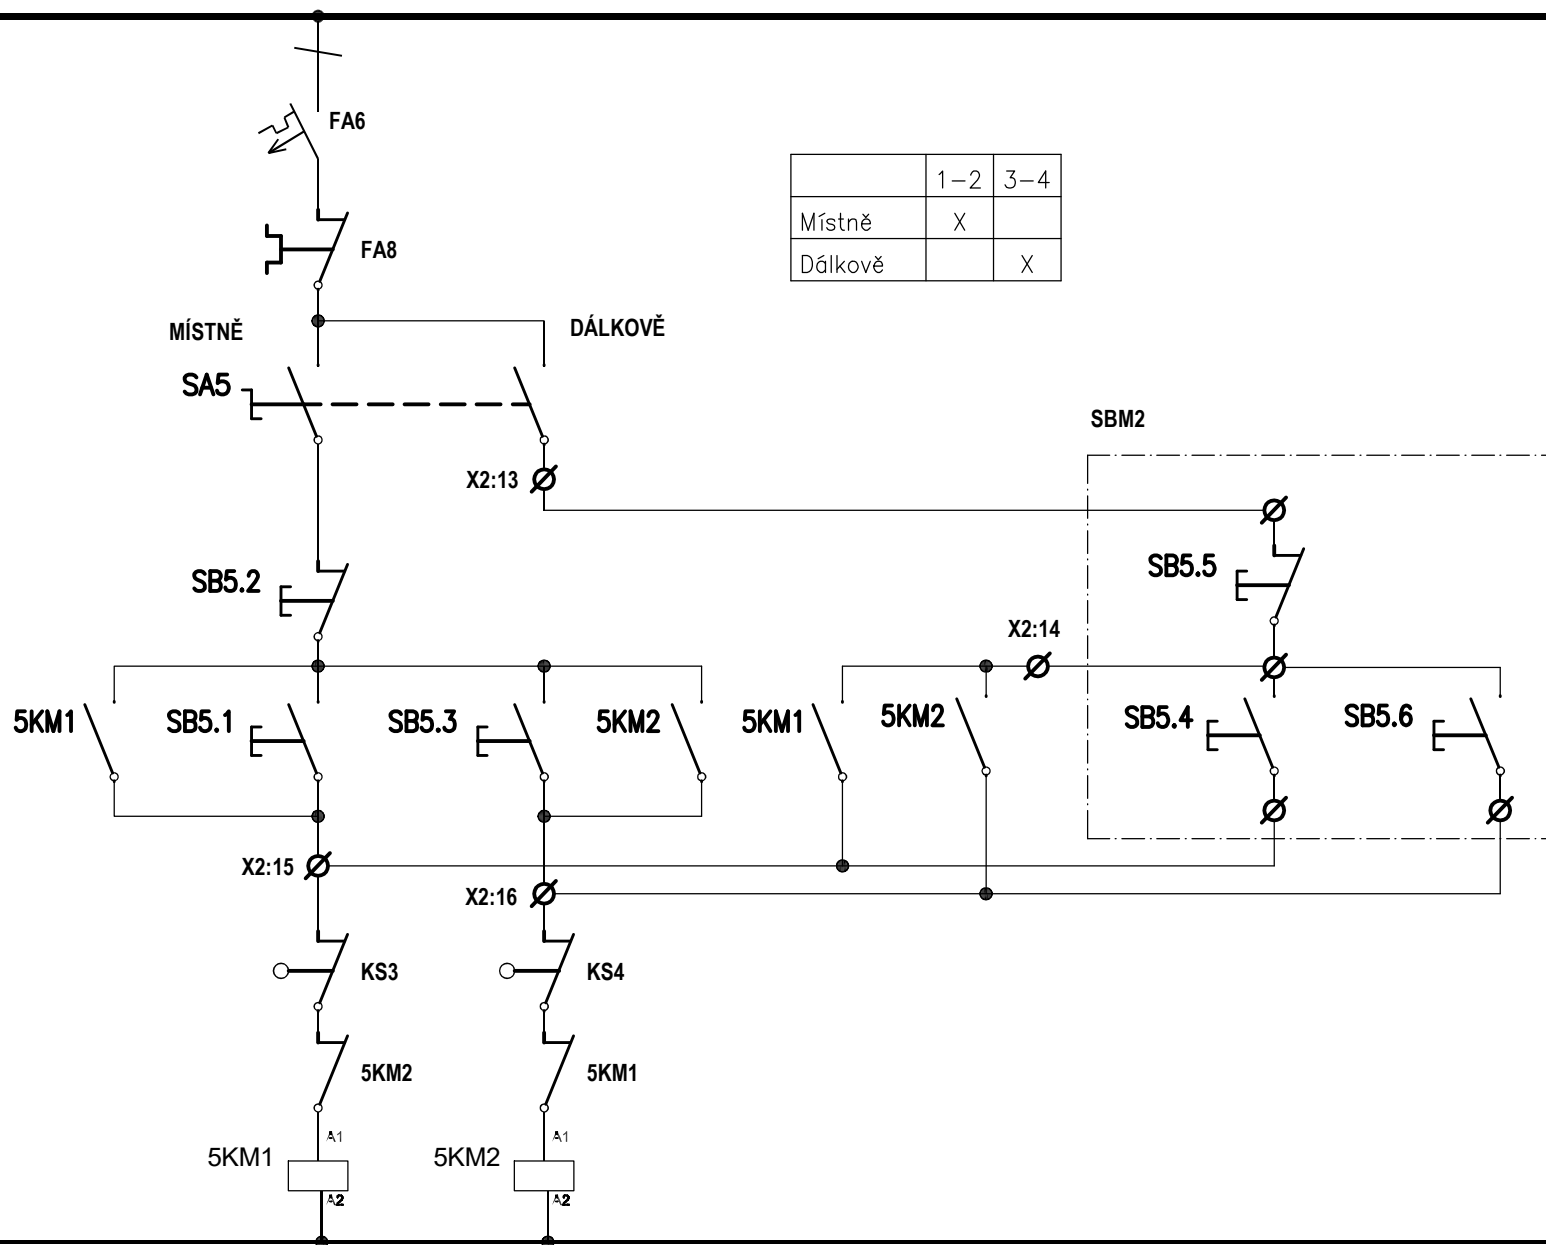 FA6
1-2 3-4
Místně X
Dálkově X
FA8
MÍSTNĚ DÁLKOVĚ
SA5
SBM2
X2:13
SB5.5
SB5.2
X2:14
5KM1 SB5.1 SB5.3 5KM2 5KM1 5KM2 SB5.4 SB5.6
X2:15
X2:16
KS3 KS4
5KM2 5KM1
A1 A1
5KM1 5KM2
A2 A2